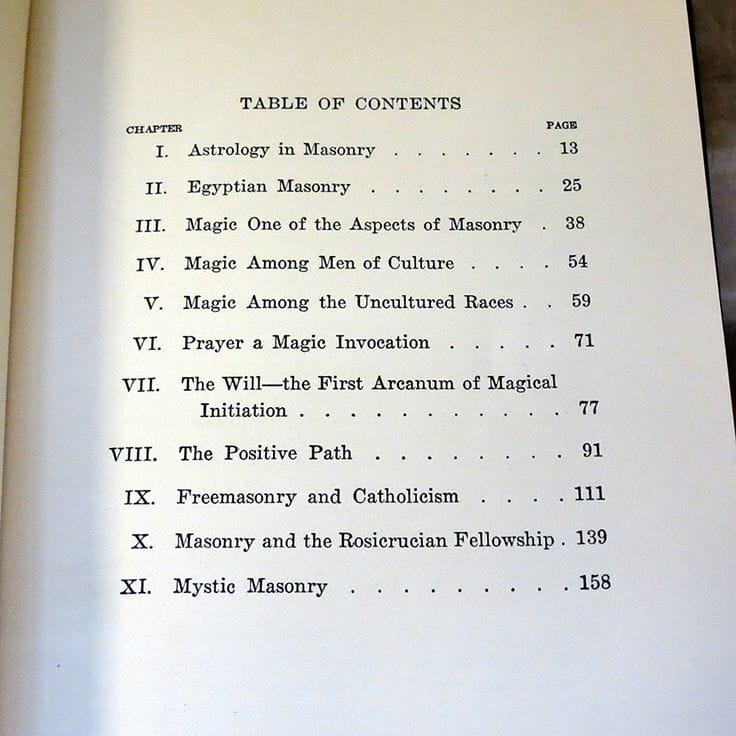 TABLE OF CONTENTS
CHAPTER PAGE
I. Astrology in Masonry . . . . . . . 13
II. Egyptian Masonry . . . . . . . . 25
III. Magic One of the Aspects of Masonry . 38
IV. Magic Among Men of Culture . . . . 54
V. Magic Among the Uncultured Races . . 59
VI. Prayer a Magic Invocation . . . . . 71
VII. The Will—the First Arcanum of Magical
Initiation . . . . . . . . . . . 77
VIII. The Positive Path . . . . . . . . 91
IX. Freemasonry and Catholicism . . . . 111
X. Masonry and the Rosicrucian Fellowship . 139
XI. Mystic Masonry . . . . . . . . . 158